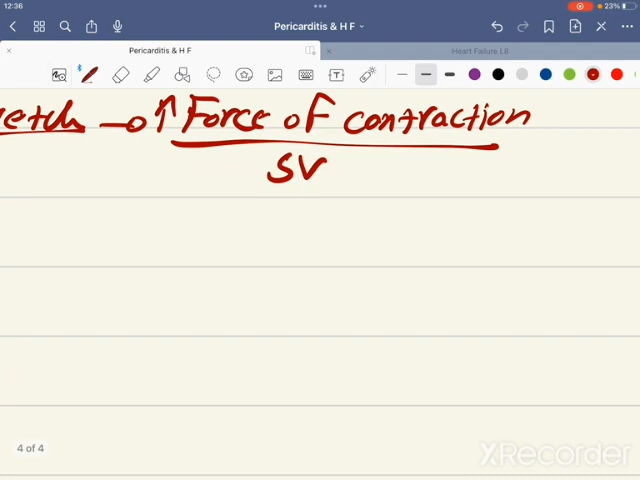 12:36
23%
Pericarditis & H F
Pericarditis & H F
Heart Failure L8
etch → ↑ Force of contraction
SV
4 of 4
XRecorder